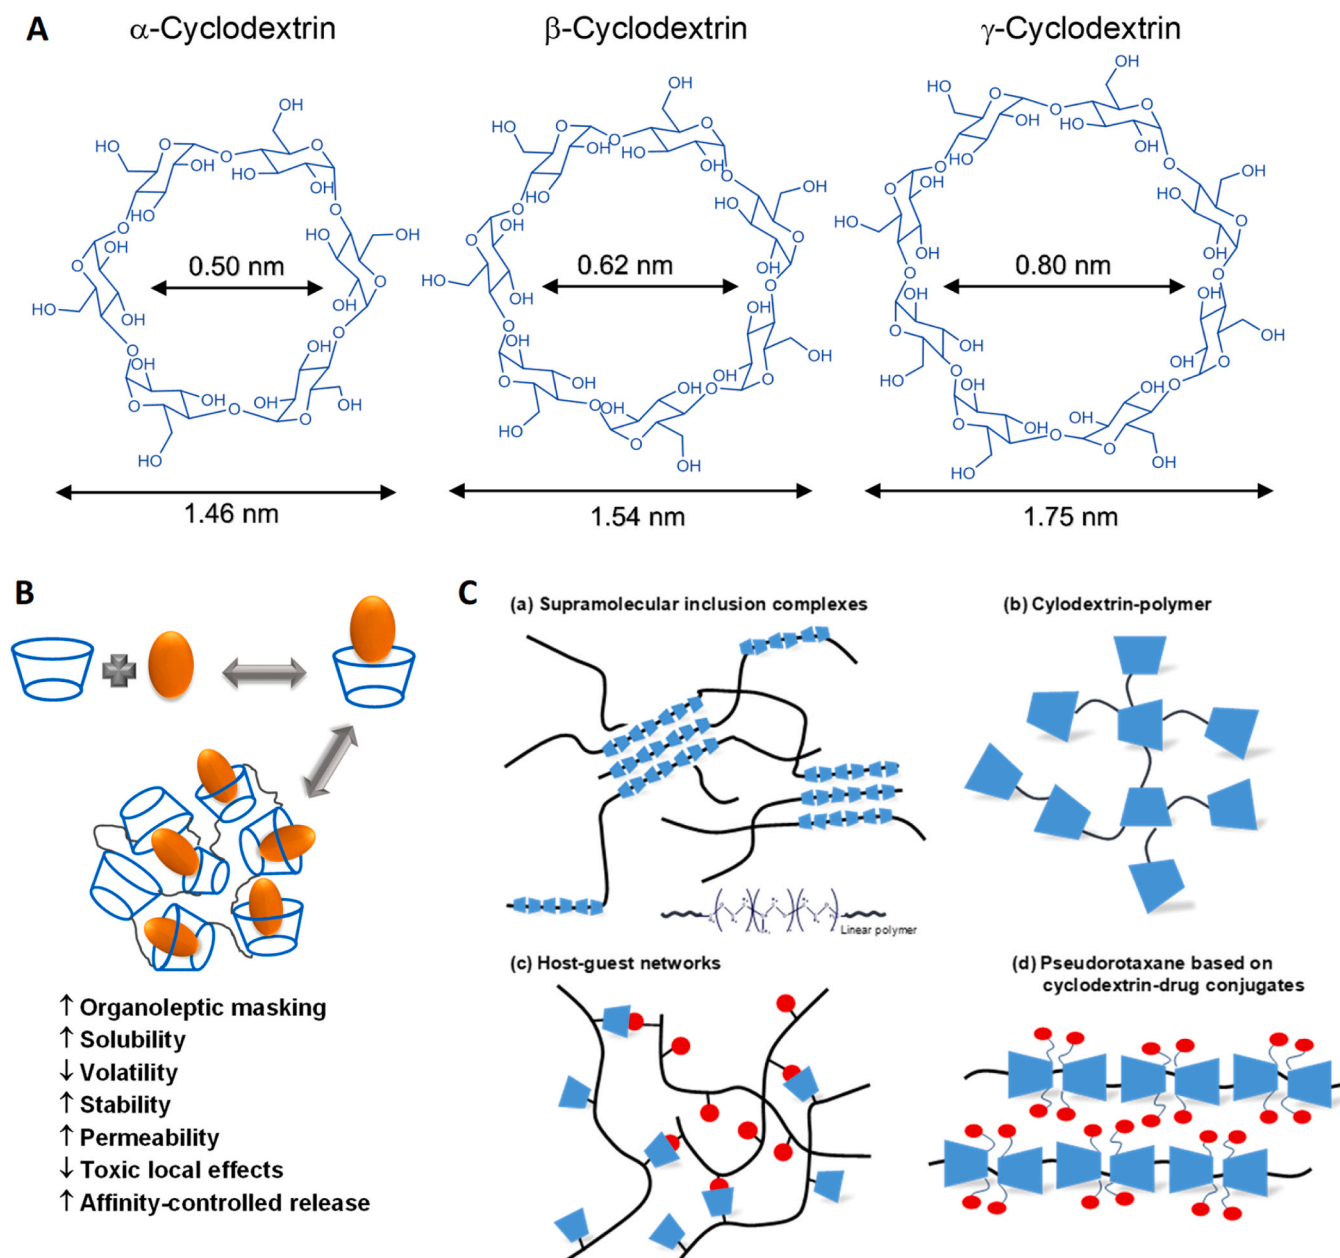 A
α-Cyclodextrin
β-Cyclodextrin
γ-Cyclodextrin
0.50 nm
0.62 nm
0.80 nm
1.46 nm
1.54 nm
1.75 nm
B
↑ Organoleptic masking
↑ Solubility
↓ Volatility
↑ Stability
↑ Permeability
↓ Toxic local effects
↑ Affinity-controlled release
C
(a) Supramolecular inclusion complexes
Linear polymer
(b) Cylodextrin-polymer
(c) Host-guest networks
(d) Pseudorotaxane based on
cyclodextrin-drug conjugates